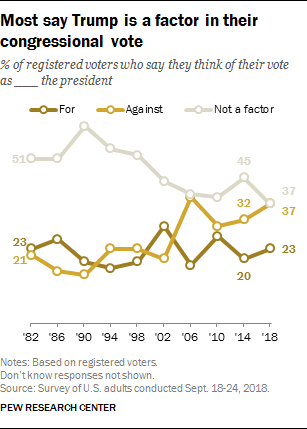 Most say Trump is a factor in their
congressional vote
% of registered voters who say they think of their vote
as ___ the president
For Against Not a factor
51
45
37
32
37
23
21
23
20
'82 '86 '90 '94 '98 '02 '06 '10 '14 '18
Notes: Based on registered voters.
Don't know responses not shown.
Source: Survey of U.S. adults conducted Sept. 18-24, 2018.
PEW RESEARCH CENTER